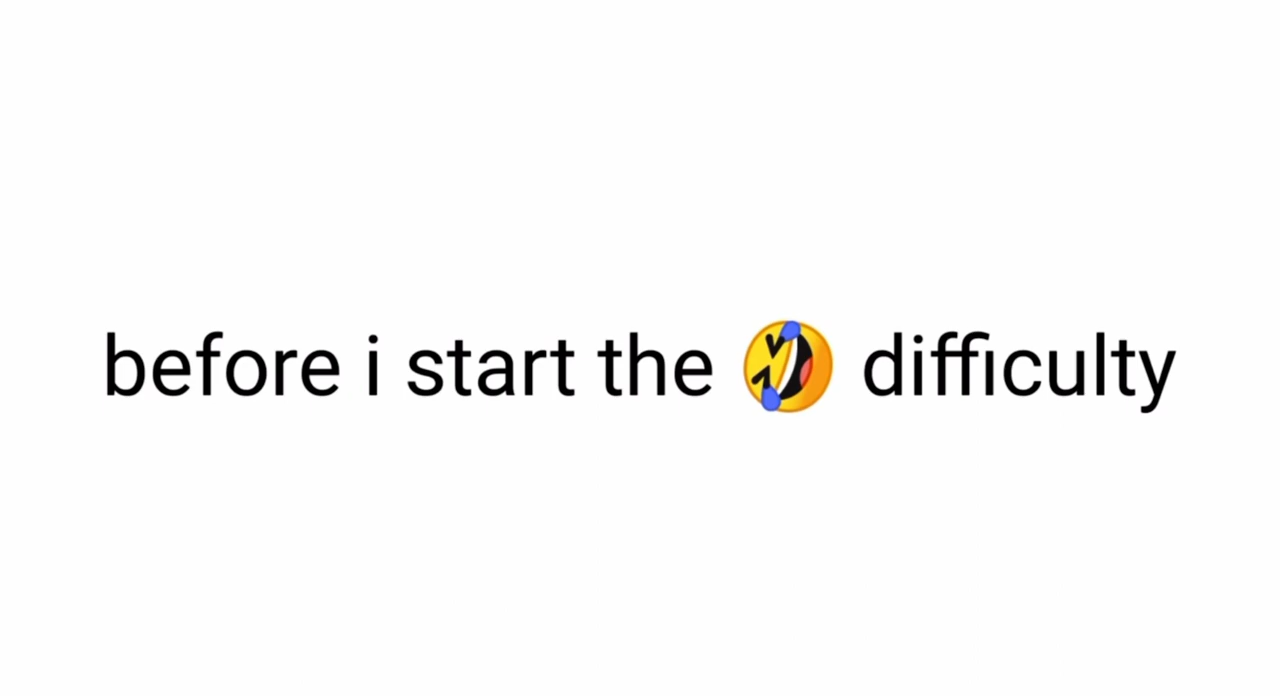 before i start the 🤣 difficulty